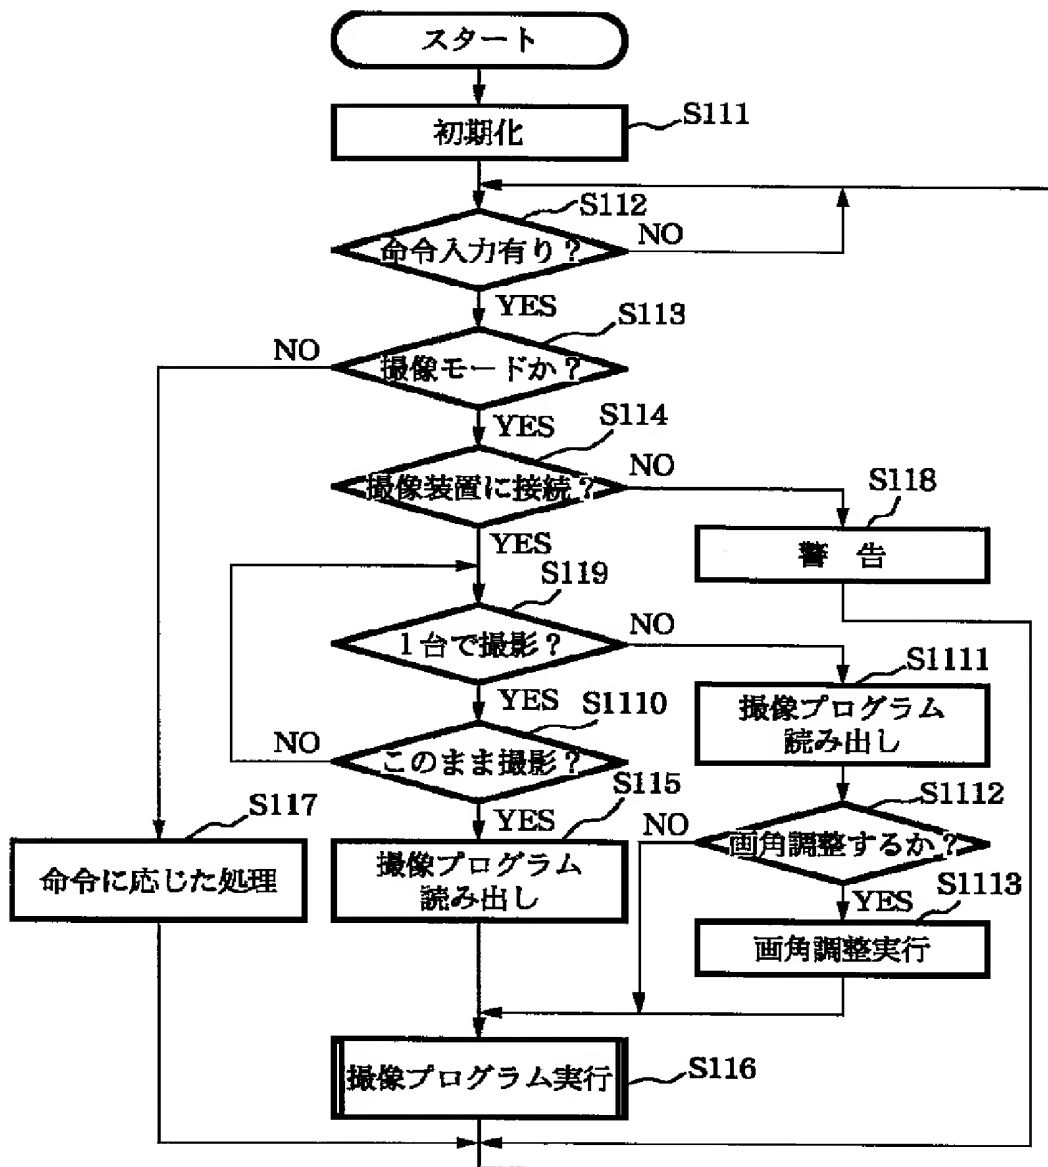 スタート
初期化
S111
S112
命令入力有り？
NO
YES
S113
NO
撮像モードか？
YES
S114
撮像装置に接続？
NO
S118
警 告
YES
S119
1台で撮影？
NO
S1111
撮像プログラム
読み出し
YES
S1110
NO
このまま撮影？
S115
YES
S1112
NO
画角調整するか？
S117
命令に応じた処理
撮像プログラム
読み出し
YES
S1113
画角調整実行
撮像プログラム実行
S116